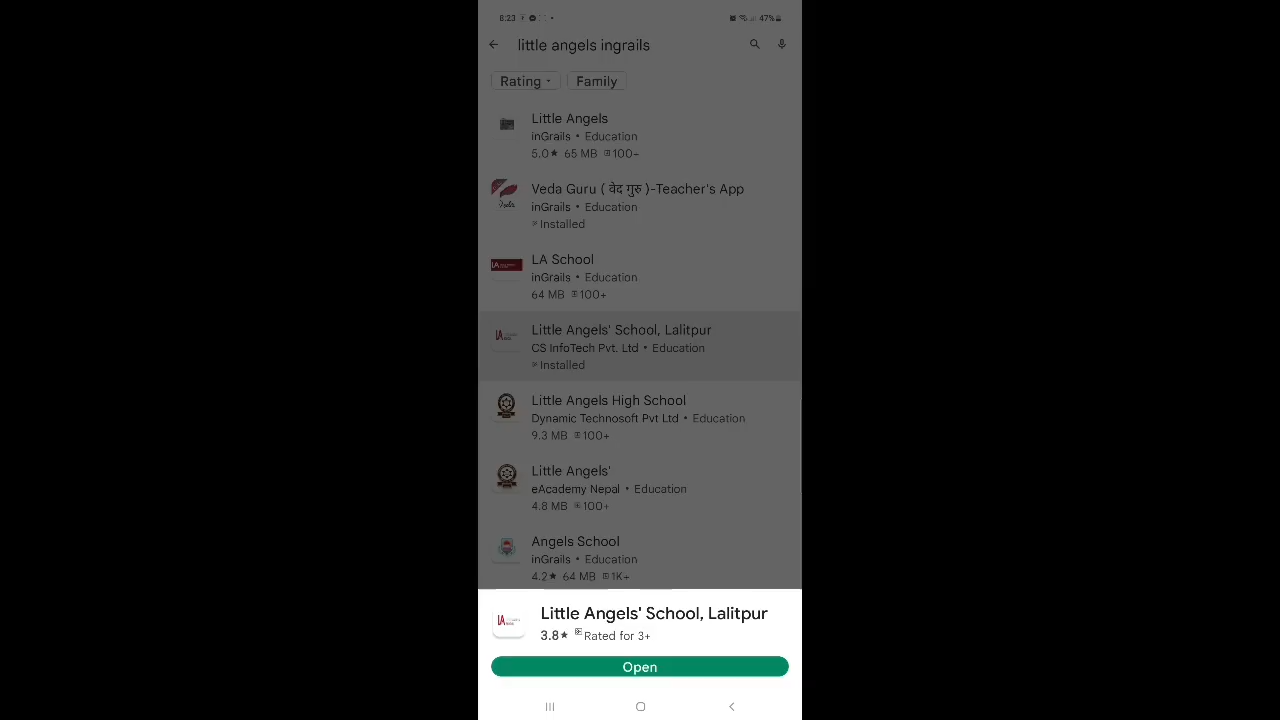 8:23
47%
little angels ingrails
Rating
Family
Little Angels
inGrails • Education
5.0★ 65 MB 100+
Veda Guru ( वेद गुरु )-Teacher's App
inGrails • Education
Installed
LA School
inGrails • Education
64 MB 100+
Little Angels' School, Lalitpur
CS InfoTech Pvt. Ltd • Education
Installed
Little Angels High School
Dynamic Technosoft Pvt Ltd • Education
9.3 MB 100+
Little Angels'
eAcademy Nepal • Education
4.8 MB 100+
Angels School
inGrails • Education
4.2★ 64 MB 1K+
Little Angels' School, Lalitpur
3.8★ Rated for 3+
Open